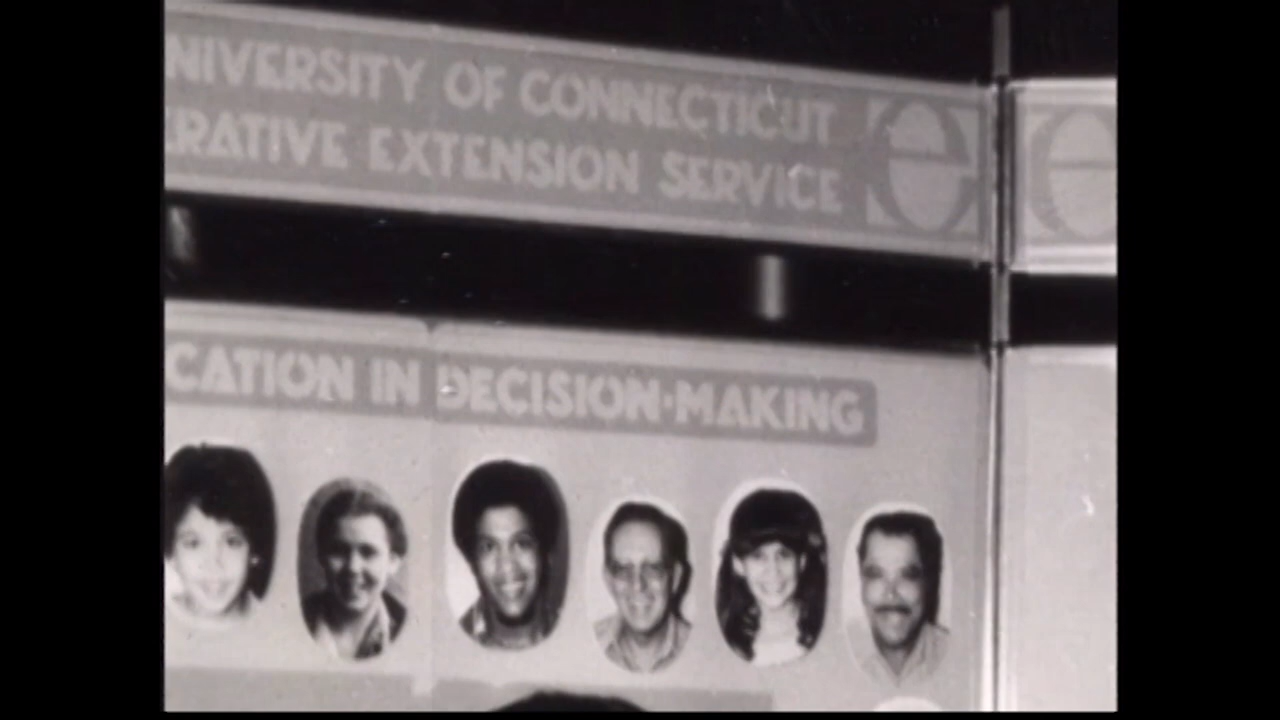 NIVERSITY OF CONNECTICUT
ERATIVE EXTENSION SERVICE
e
e
CATION IN DECISION·MAKING